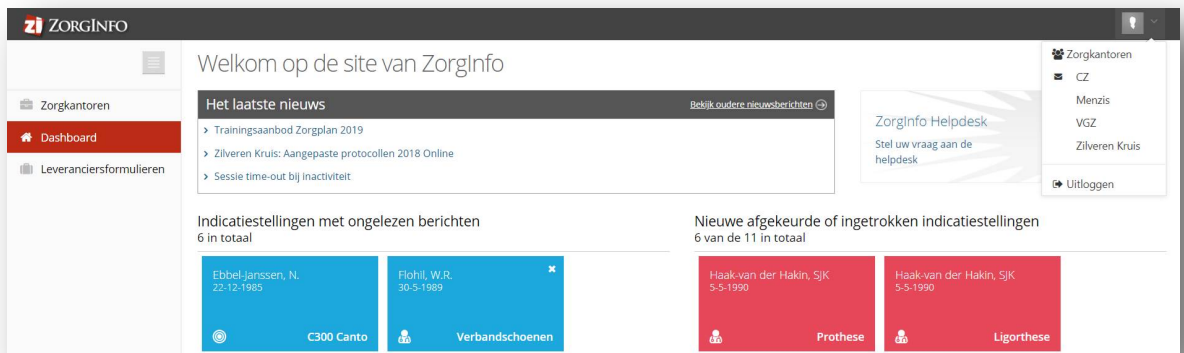 zi ZORGINFO
Zorgkantoren
Dashboard
Leveranciersformulieren
Welkom op de site van ZorgInfo
Het laatste nieuws
Bekijk oudere nieuwsberichten
Trainingsaanbod Zorgplan 2019
Zilveren Kruis: Aangepaste protocollen 2018 Online
Sessie time-out bij inactiviteit
ZorgInfo Helpdesk
Stel uw vraag aan de
helpdesk
Zorgkantoren
CZ
Menzis
VGZ
Zilveren Kruis
Uitloggen
Indicatiestellingen met ongelezen berichten
6 in totaal
Ebbel-Janssen, N.
22-12-1985
C300 Canto
Flohil, W.R.
30-5-1989
Verbandschoenen
Nieuwe afgekeurde of ingetrokken indicatiestellingen
6 van de 11 in totaal
Haak-van der Hakin, SJK
5-5-1990
Prothese
Haak-van der Hakin, SJK
5-5-1990
Ligorthese